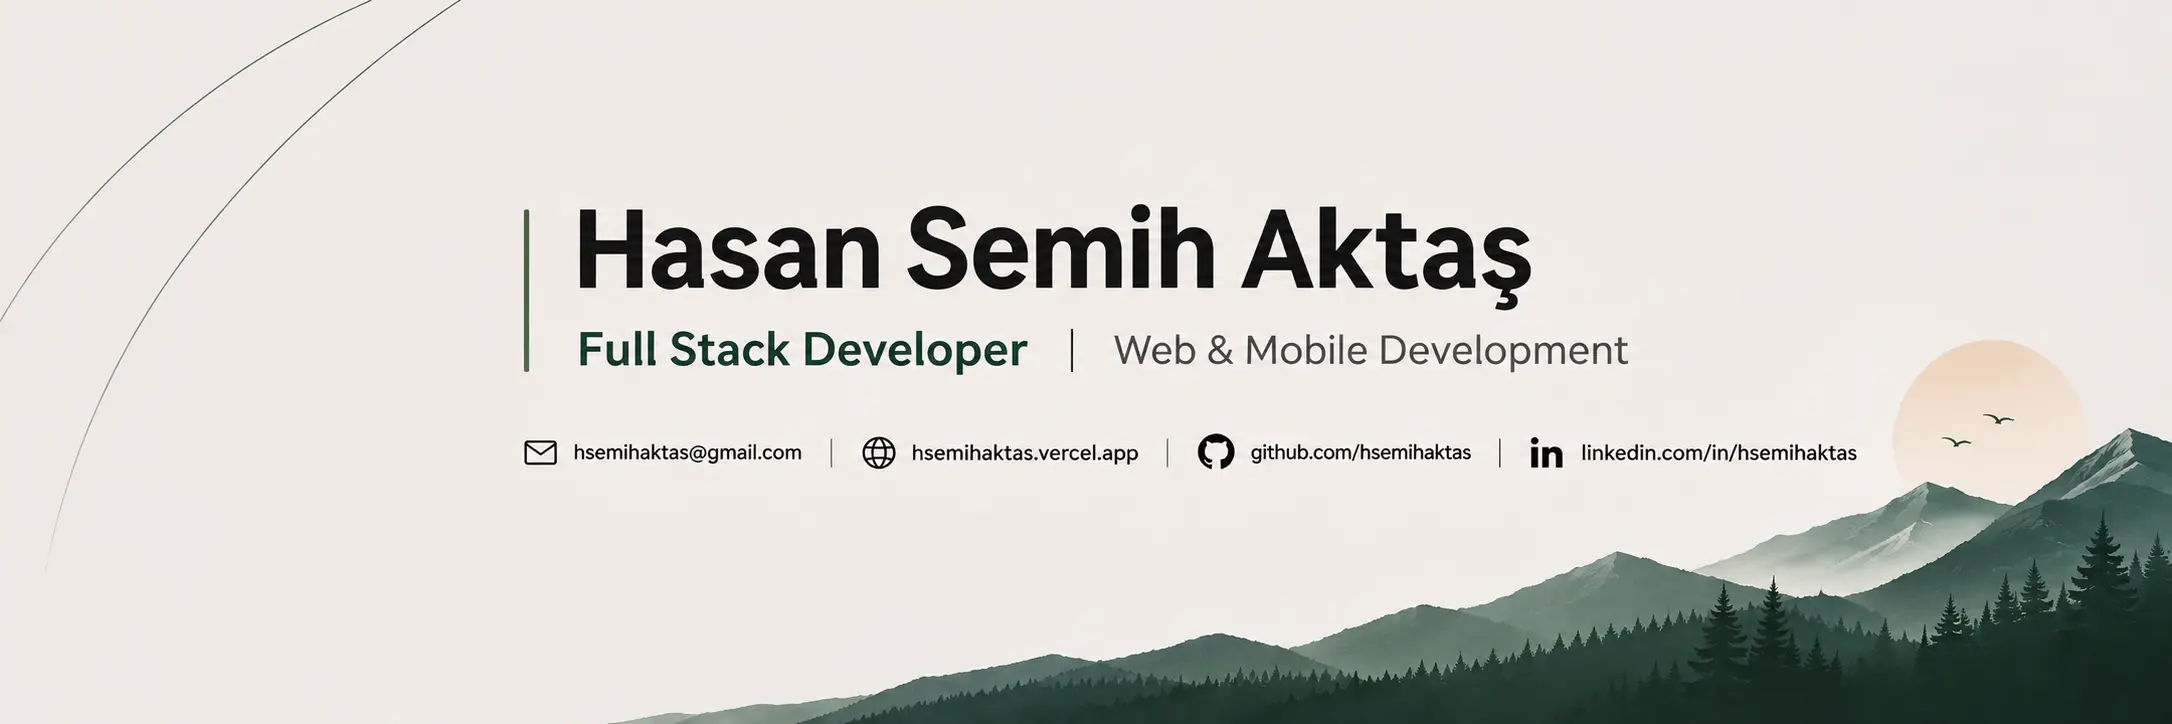 Hasan Semih Aktaş
Full Stack Developer | Web & Mobile Development
hsemihaktas@gmail.com | hsemihaktas.vercel.app | github.com/hsemihaktas | in linkedin.com/in/hsemihaktas